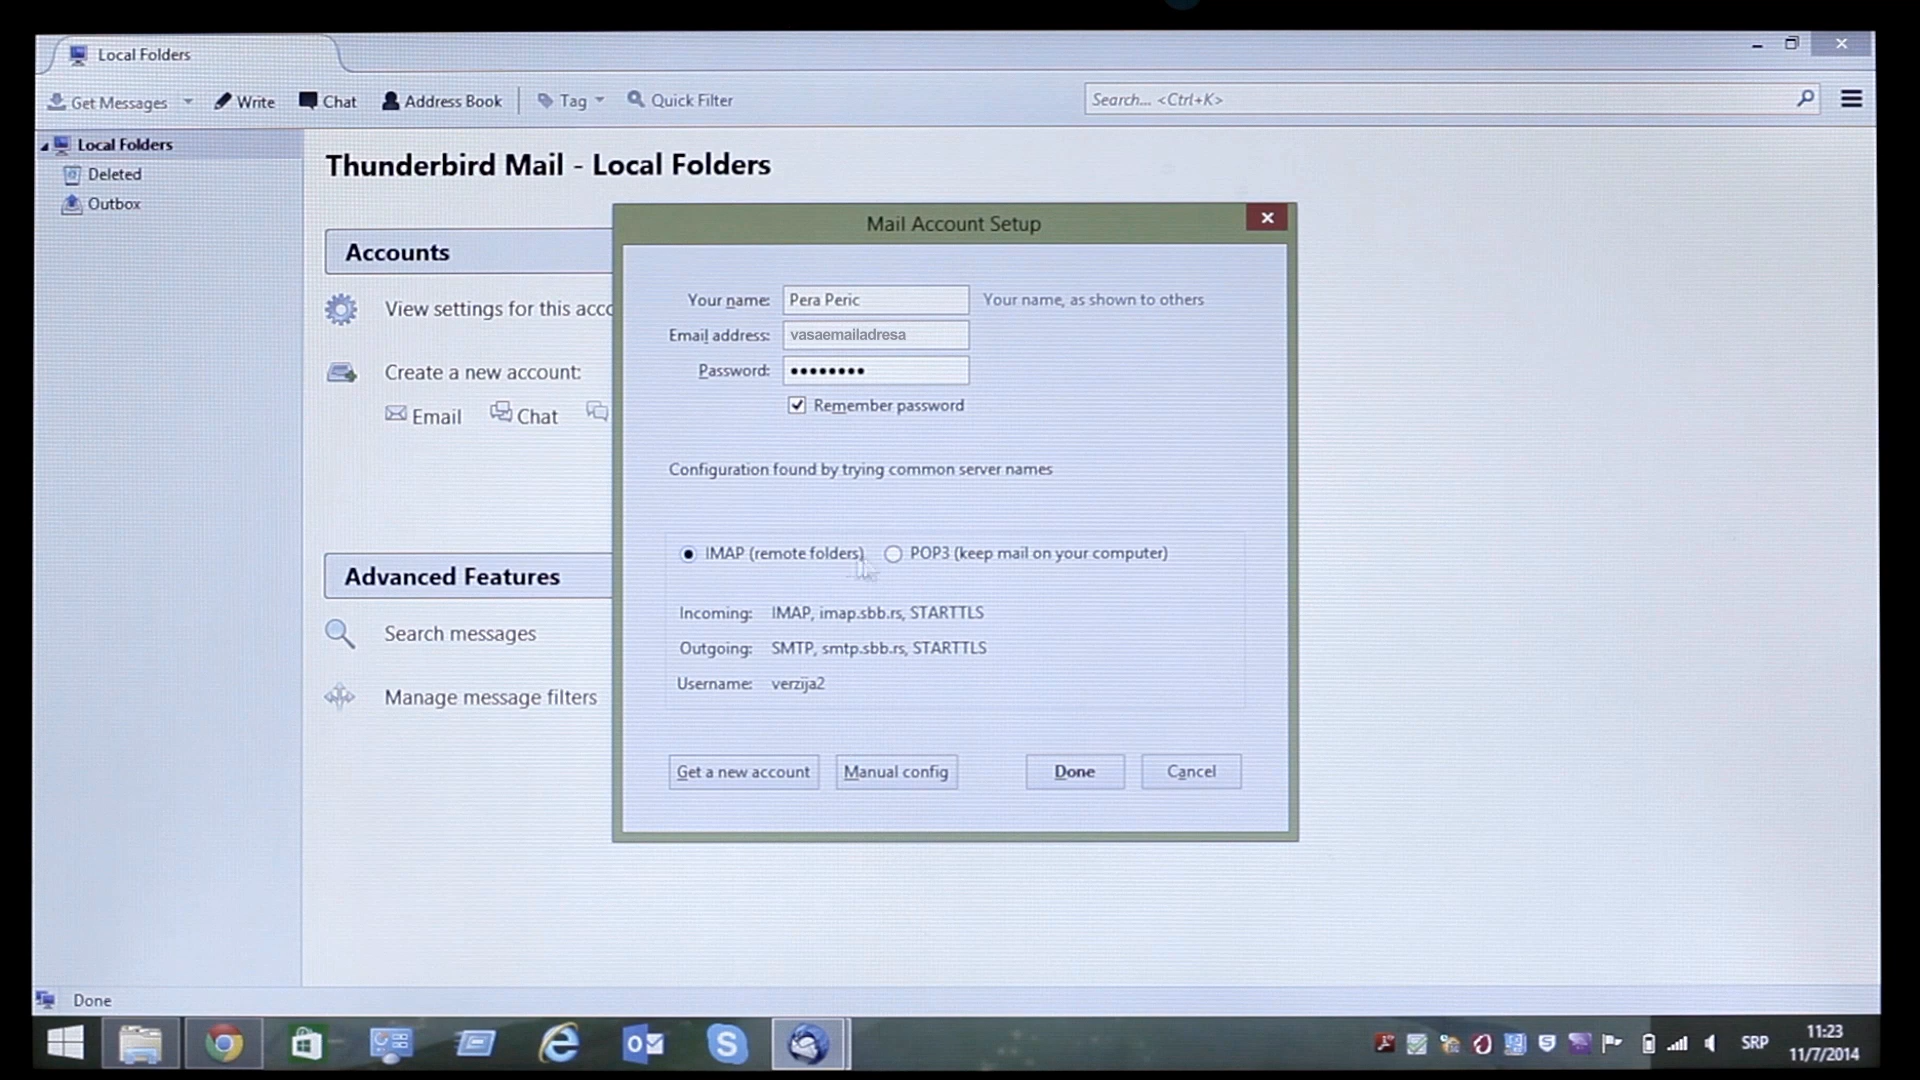 Local Folders
Get Messages
Write
Chat
Address Book
Tag
Quick Filter
Search... <Ctrl+K>
Local Folders
Deleted
Outbox
Thunderbird Mail - Local Folders
Accounts
View settings for this acco
Create a new account:
Email
Chat
Mail Account Setup
Your name:
Pera Peric
Your name, as shown to others
Email address:
vasaemailadresa
Password:
••••••••
Remember password
Configuration found by trying common server names
IMAP (remote folders)
POP3 (keep mail on your computer)
Incoming: IMAP, imap.sbb.rs, STARTTLS
Outgoing: SMTP, smtp.sbb.rs, STARTTLS
Username: verzija2
Get a new account
Manual config
Done
Cancel
Advanced Features
Search messages
Manage message filters
Done
SRP
11:23
11/7/2014